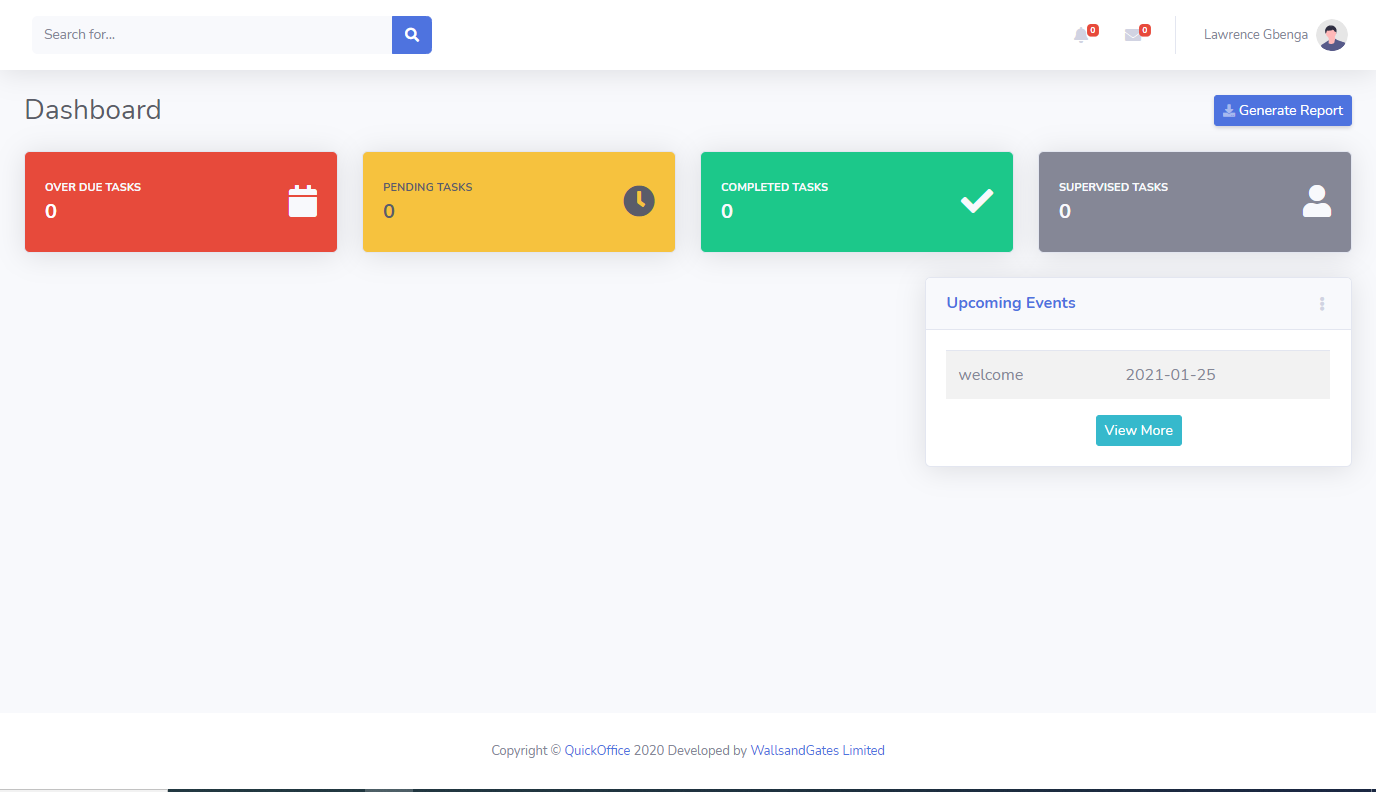 Search for...
0
0
Lawrence Gbenga
Dashboard
Generate Report
OVER DUE TASKS
0
PENDING TASKS
0
COMPLETED TASKS
0
SUPERVISED TASKS
0
Upcoming Events
welcome 2021-01-25
View More
Copyright © QuickOffice 2020 Developed by WallsandGates Limited